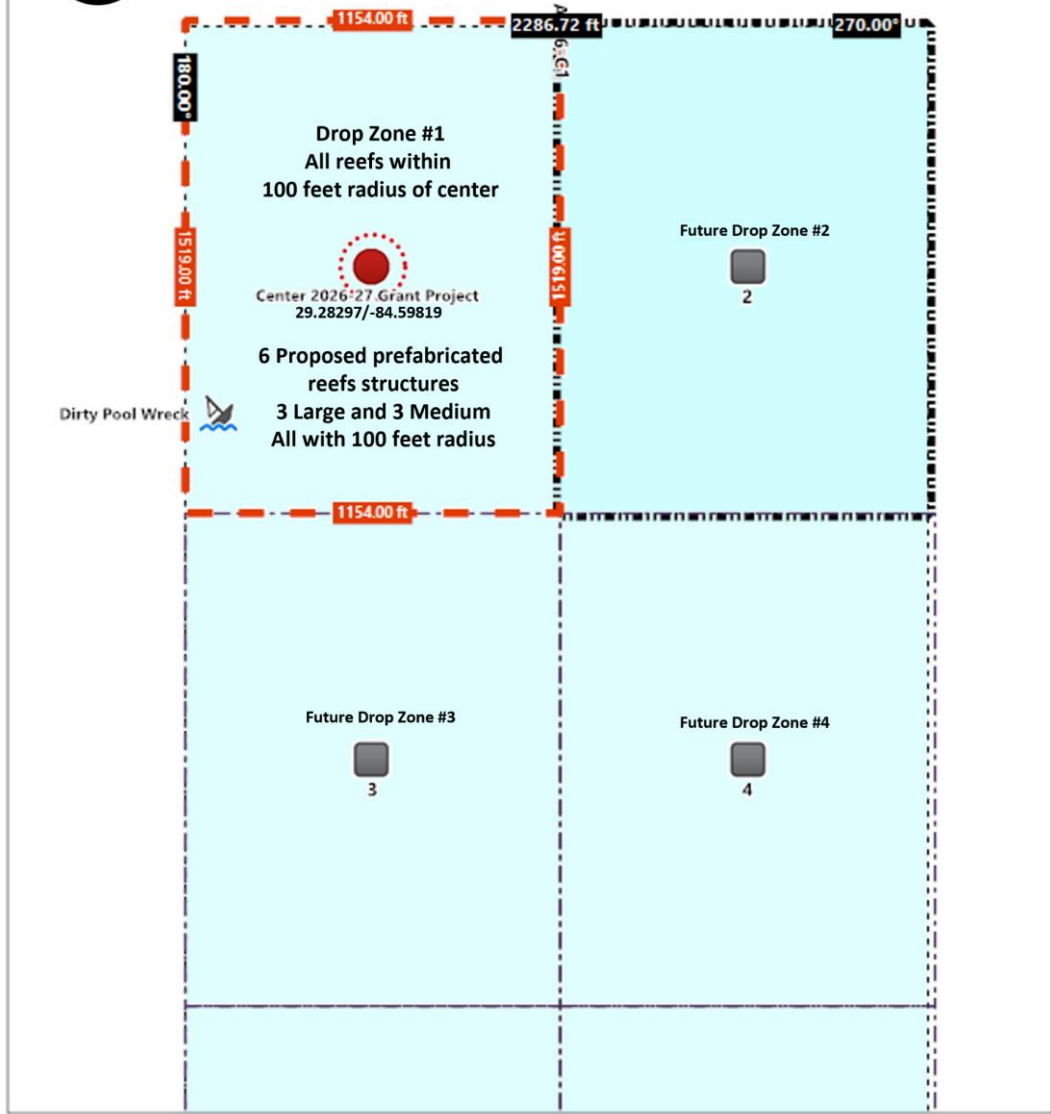 1154.00 ft
2286.72 ft
270.00°
180.00°
Drop Zone #1
All reefs within
100 feet radius of center
1519.00 ft
1519.00 ft
Future Drop Zone #2
2
Center 2026-27 Grant Project
29.28297/-84.59819
6 Proposed prefabricated
reefs structures
3 Large and 3 Medium
All with 100 feet radius
Dirty Pool Wreck
1154.00 ft
Future Drop Zone #3
3
Future Drop Zone #4
4